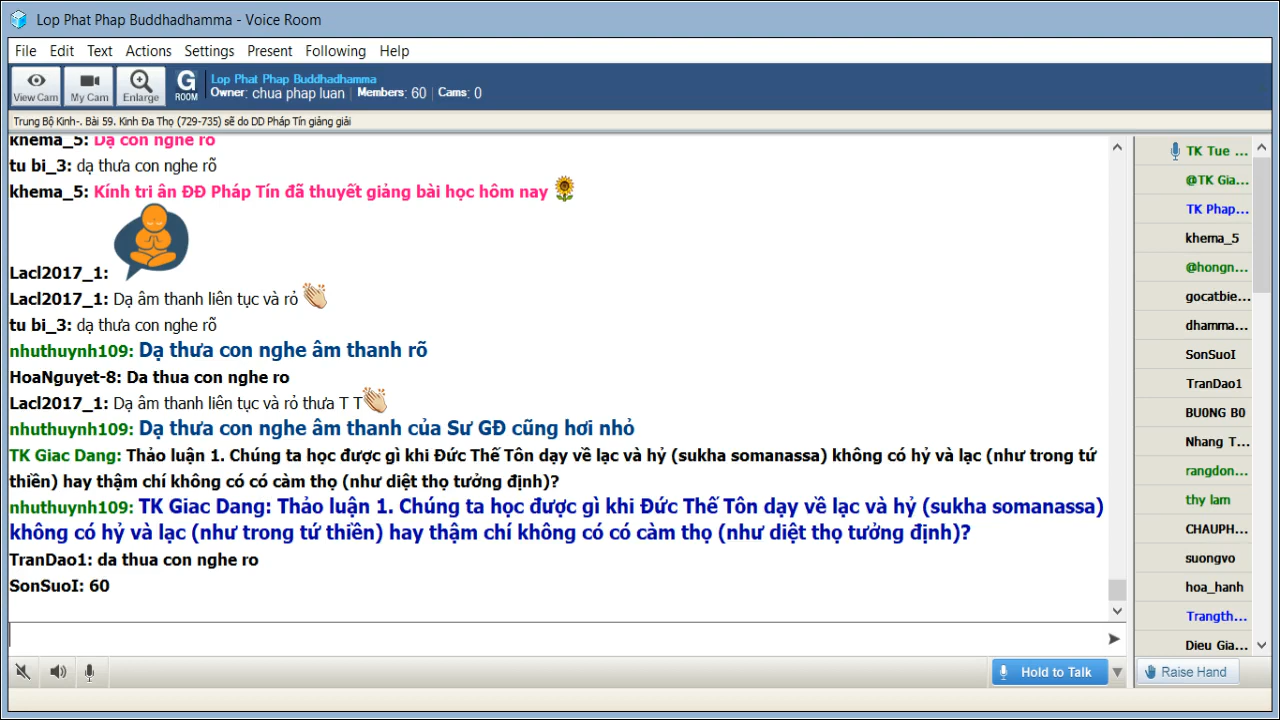 Lop Phat Phap Buddhadhamma - Voice Room
File Edit Text Actions Settings Present Following Help
View Cam My Cam Enlarge G ROOM
Lop Phat Phap Buddhadhamma
Owner: chua phap luan | Members: 60 | Cams: 0
Trung Bộ Kinh-. Bài 59. Kinh Đa Thọ (729-735) sẽ do DD Pháp Tín giảng giải
khema_5: Dạ con nghe rõ
tu bi_3: dạ thưa con nghe rõ
khema_5: Kính tri ân ĐĐ Pháp Tín đã thuyết giảng bài học hôm nay
Lacl2017_1:
Lacl2017_1: Dạ âm thanh liên tục và rỏ
tu bi_3: dạ thưa con nghe rõ
nhuthuynh109: Dạ thưa con nghe âm thanh rõ
HoaNguyet-8: Da thua con nghe ro
Lacl2017_1: Dạ âm thanh liên tục và rỏ thưa T T
nhuthuynh109: Dạ thưa con nghe âm thanh của Sư GĐ cũng hơi nhỏ
TK Giac Dang: Thảo luận 1. Chúng ta học được gì khi Đức Thế Tôn dạy về lạc và hỷ (sukha somanassa) không có hỷ và lạc (như trong tứ
thiền) hay thậm chí không có có càm thọ (như diệt thọ tưởng định)?
nhuthuynh109: TK Giac Dang: Thảo luận 1. Chúng ta học được gì khi Đức Thế Tôn dạy về lạc và hỷ (sukha somanassa)
không có hỷ và lạc (như trong tứ thiền) hay thậm chí không có có càm thọ (như diệt thọ tưởng định)?
TranDao1: da thua con nghe ro
SonSuoI: 60
TK Tue ...
@TK Gia...
TK Phap...
khema_5
@hongn...
gocatbie...
dhamma...
SonSuoI
TranDao1
BU0NG B0
Nhang T...
rangdon...
thy lam
CHAUPH...
suongvo
hoa_hanh
Trangth...
Dieu Gia...
Hold to Talk
Raise Hand